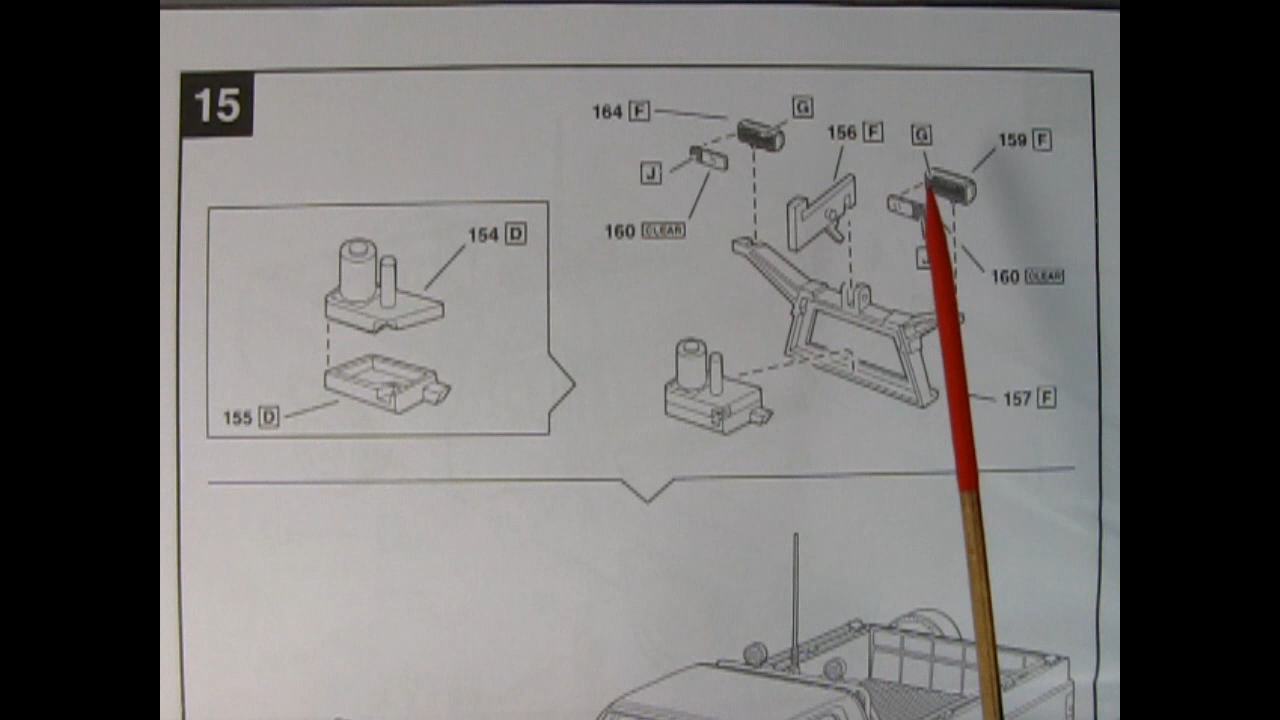 15
164 F
G
156 F
G
159 F
J
160 CLEAR
154 D
160 CLEAR
157 F
155 D